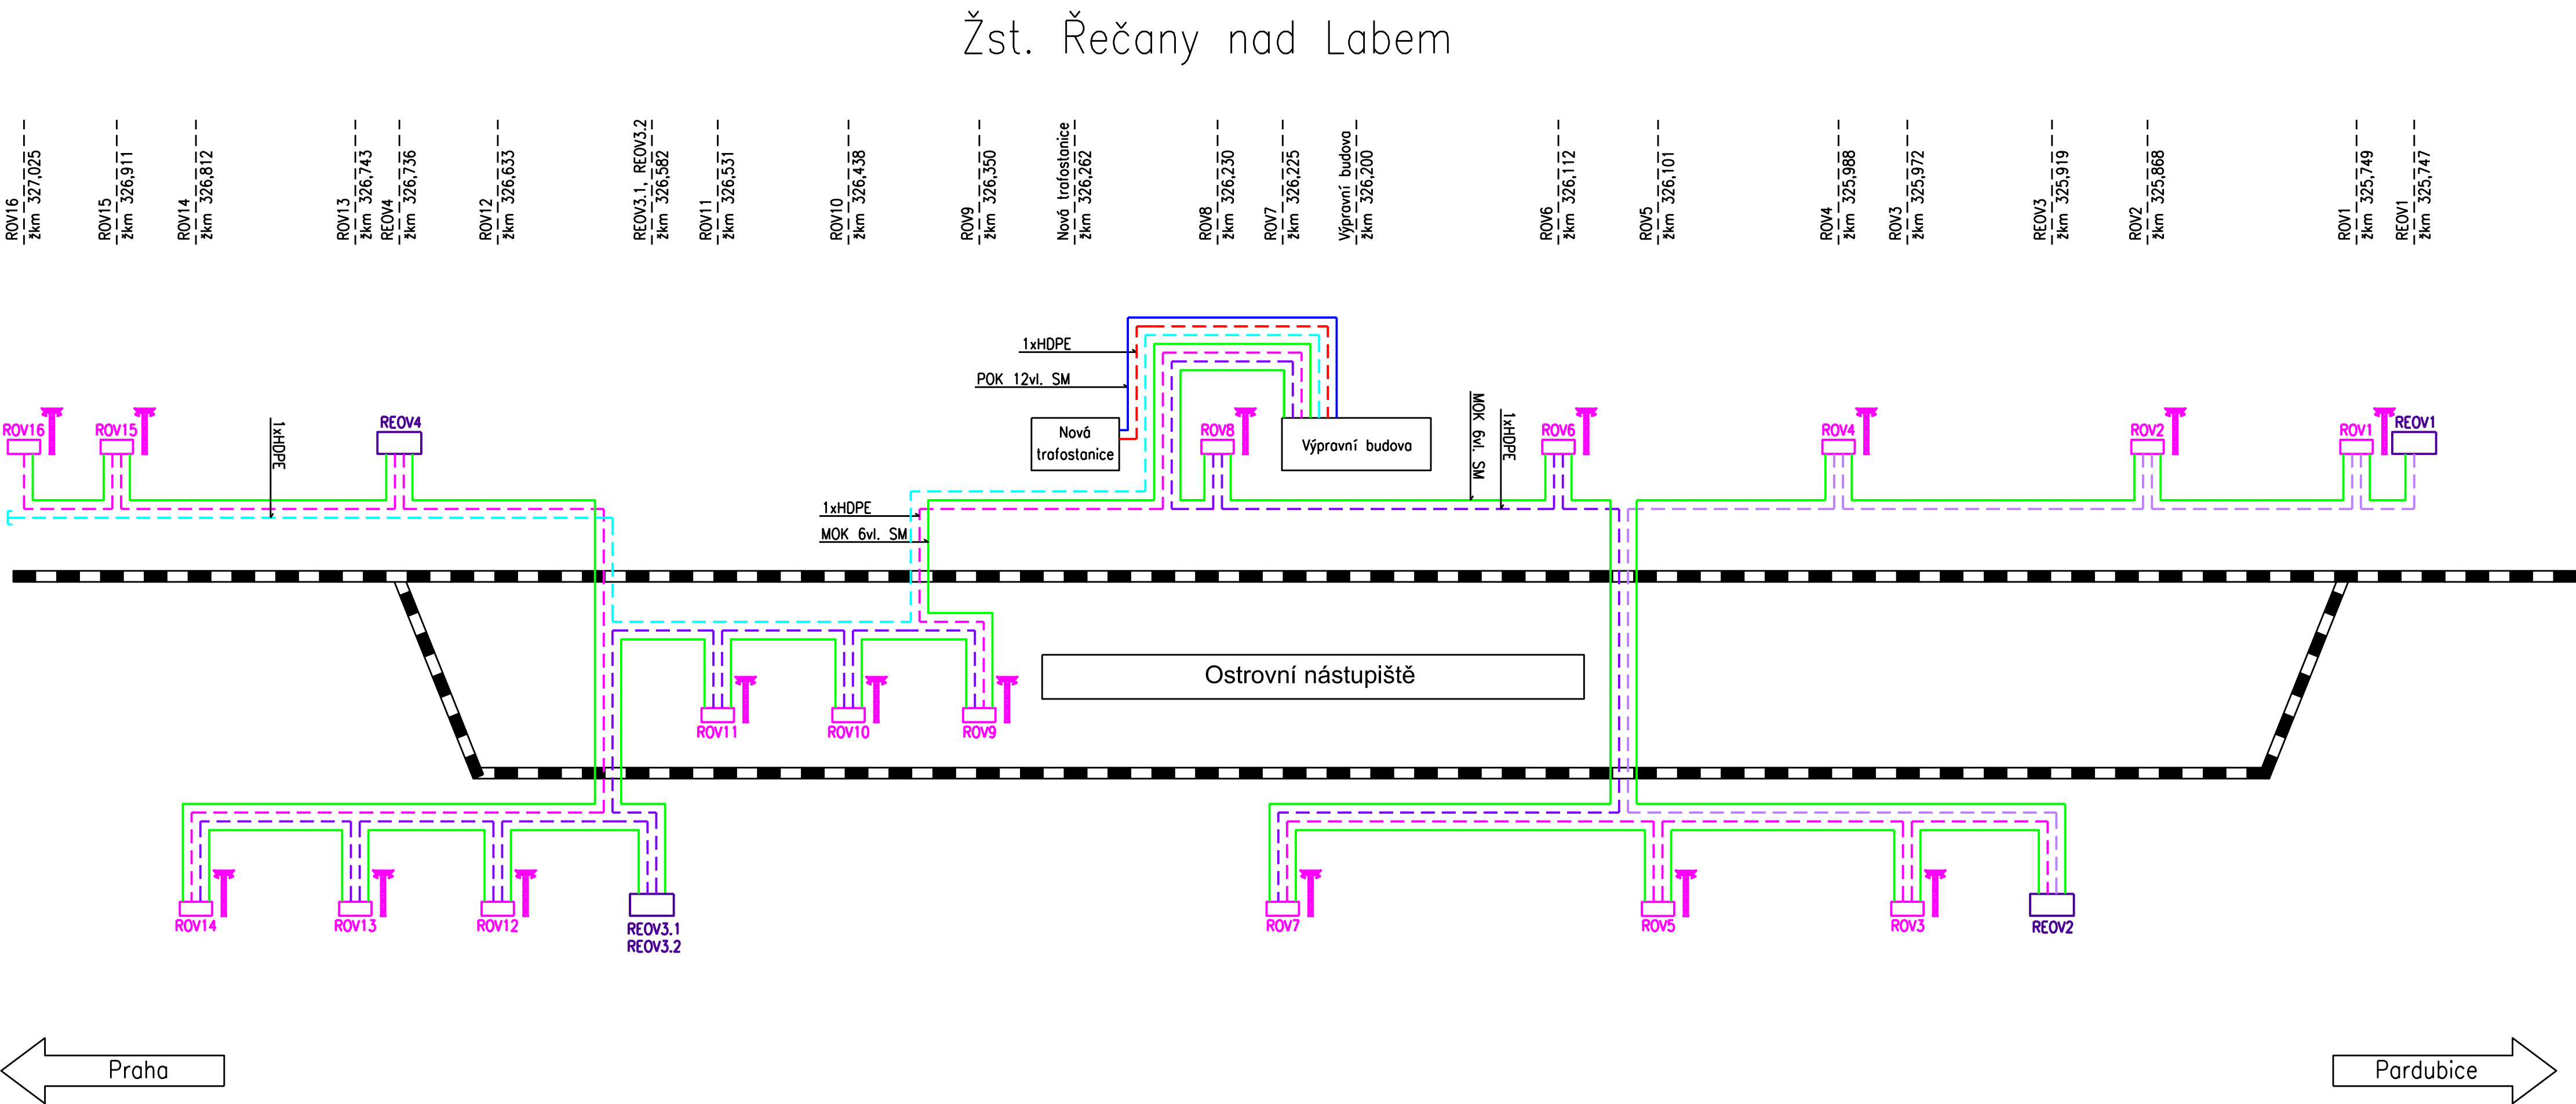 Žst. Řečany nad Labem
ROV16
žkm 327,025
ROV15
žkm 326,911
ROV14
žkm 326,812
ROV13
žkm 326,743
REOV4
žkm 326,736
ROV12
žkm 326,633
REOV3.1, REOV3.2
žkm 326,582
ROV11
žkm 326,531
ROV10
žkm 326,438
ROV9
žkm 326,350
Nová trafostanice
žkm 326,262
ROV8
žkm 326,230
ROV7
žkm 326,225
Výpravní budova
žkm 326,200
ROV6
žkm 326,112
ROV5
žkm 326,101
ROV4
žkm 325,988
ROV3
žkm 325,972
REOV3
žkm 325,919
ROV2
žkm 325,868
ROV1
žkm 325,749
REOV1
žkm 325,747
1xHDPE
POK 12vl. SM
ROV16
ROV15
1xHDPE
REOV4
Nová
trafostanice
ROV8
Výpravní budova
MOK 6vl. SM
1xHDPE
ROV6
ROV4
ROV2
ROV1
REOV1
1xHDPE
MOK 6vl. SM
Ostrovní nástupiště
ROV11
ROV10
ROV9
ROV14
ROV13
ROV12
REOV3.1
REOV3.2
ROV7
ROV5
ROV3
REOV2
Praha
Pardubice